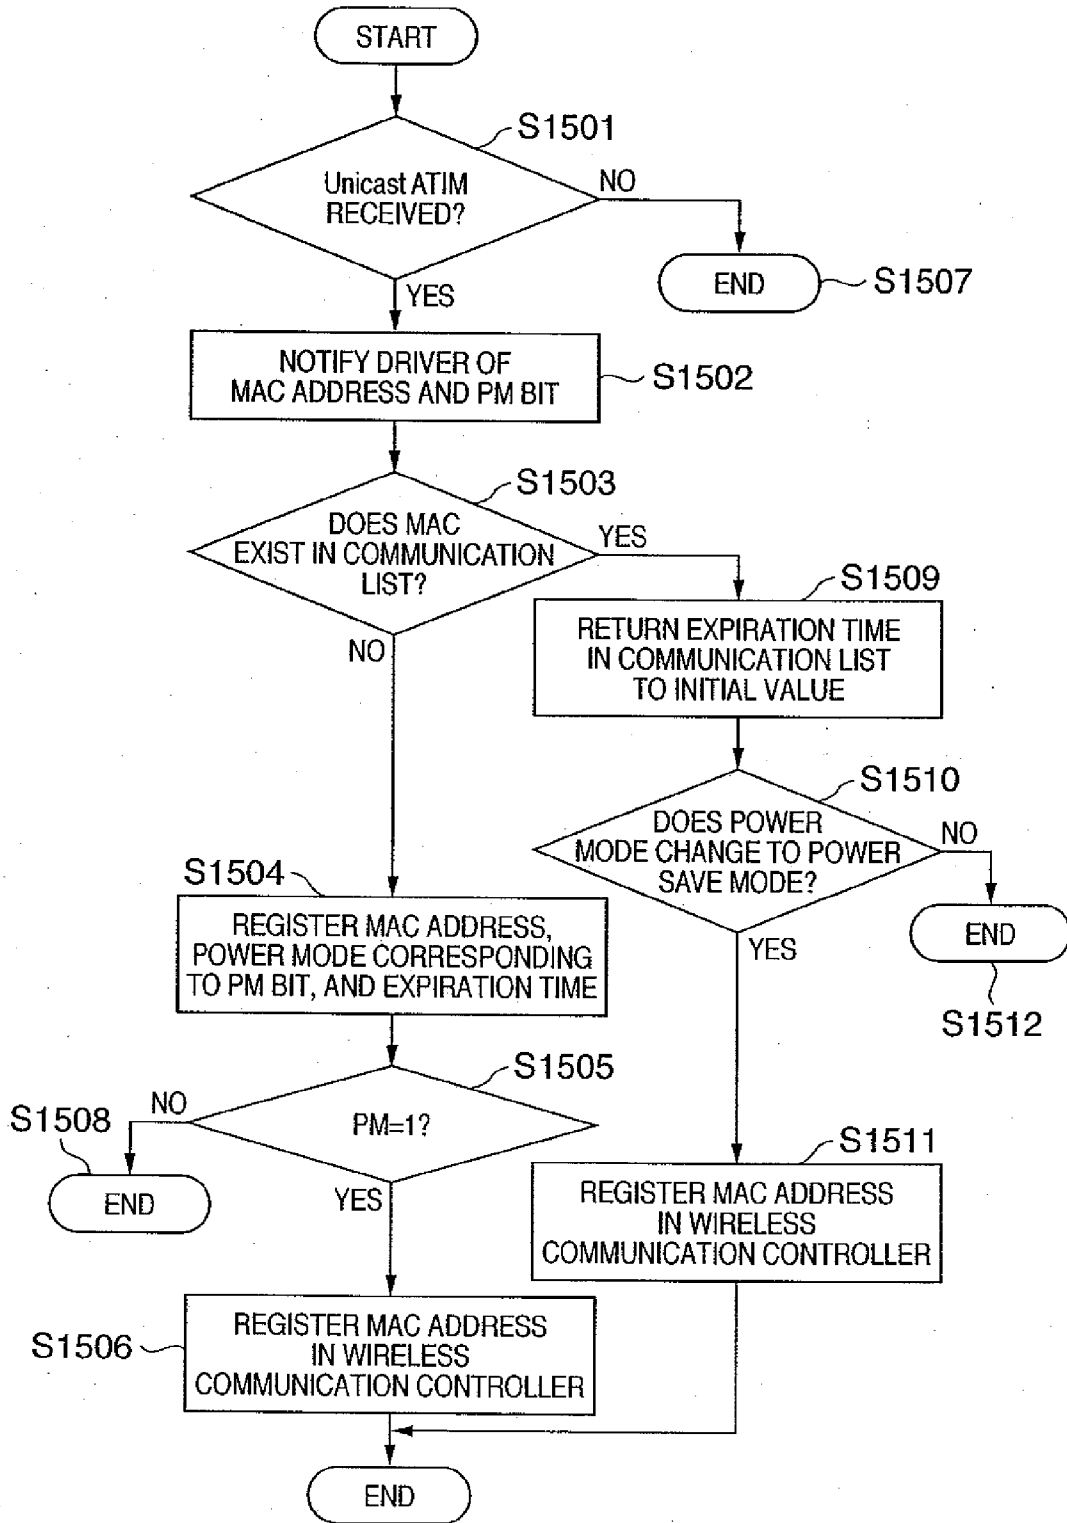 START
S1501
Unicast ATIM
RECEIVED?
NO
YES
END
S1507
NOTIFY DRIVER OF
MAC ADDRESS AND PM BIT
S1502
S1503
DOES MAC
EXIST IN COMMUNICATION
LIST?
YES
NO
S1509
RETURN EXPIRATION TIME
IN COMMUNICATION LIST
TO INITIAL VALUE
S1510
DOES POWER
MODE CHANGE TO POWER
SAVE MODE?
NO
YES
END
S1512
S1504
REGISTER MAC ADDRESS,
POWER MODE CORRESPONDING
TO PM BIT, AND EXPIRATION TIME
S1505
PM=1?
NO
S1508
END
YES
S1511
REGISTER MAC ADDRESS
IN WIRELESS
COMMUNICATION CONTROLLER
S1506
REGISTER MAC ADDRESS
IN WIRELESS
COMMUNICATION CONTROLLER
END